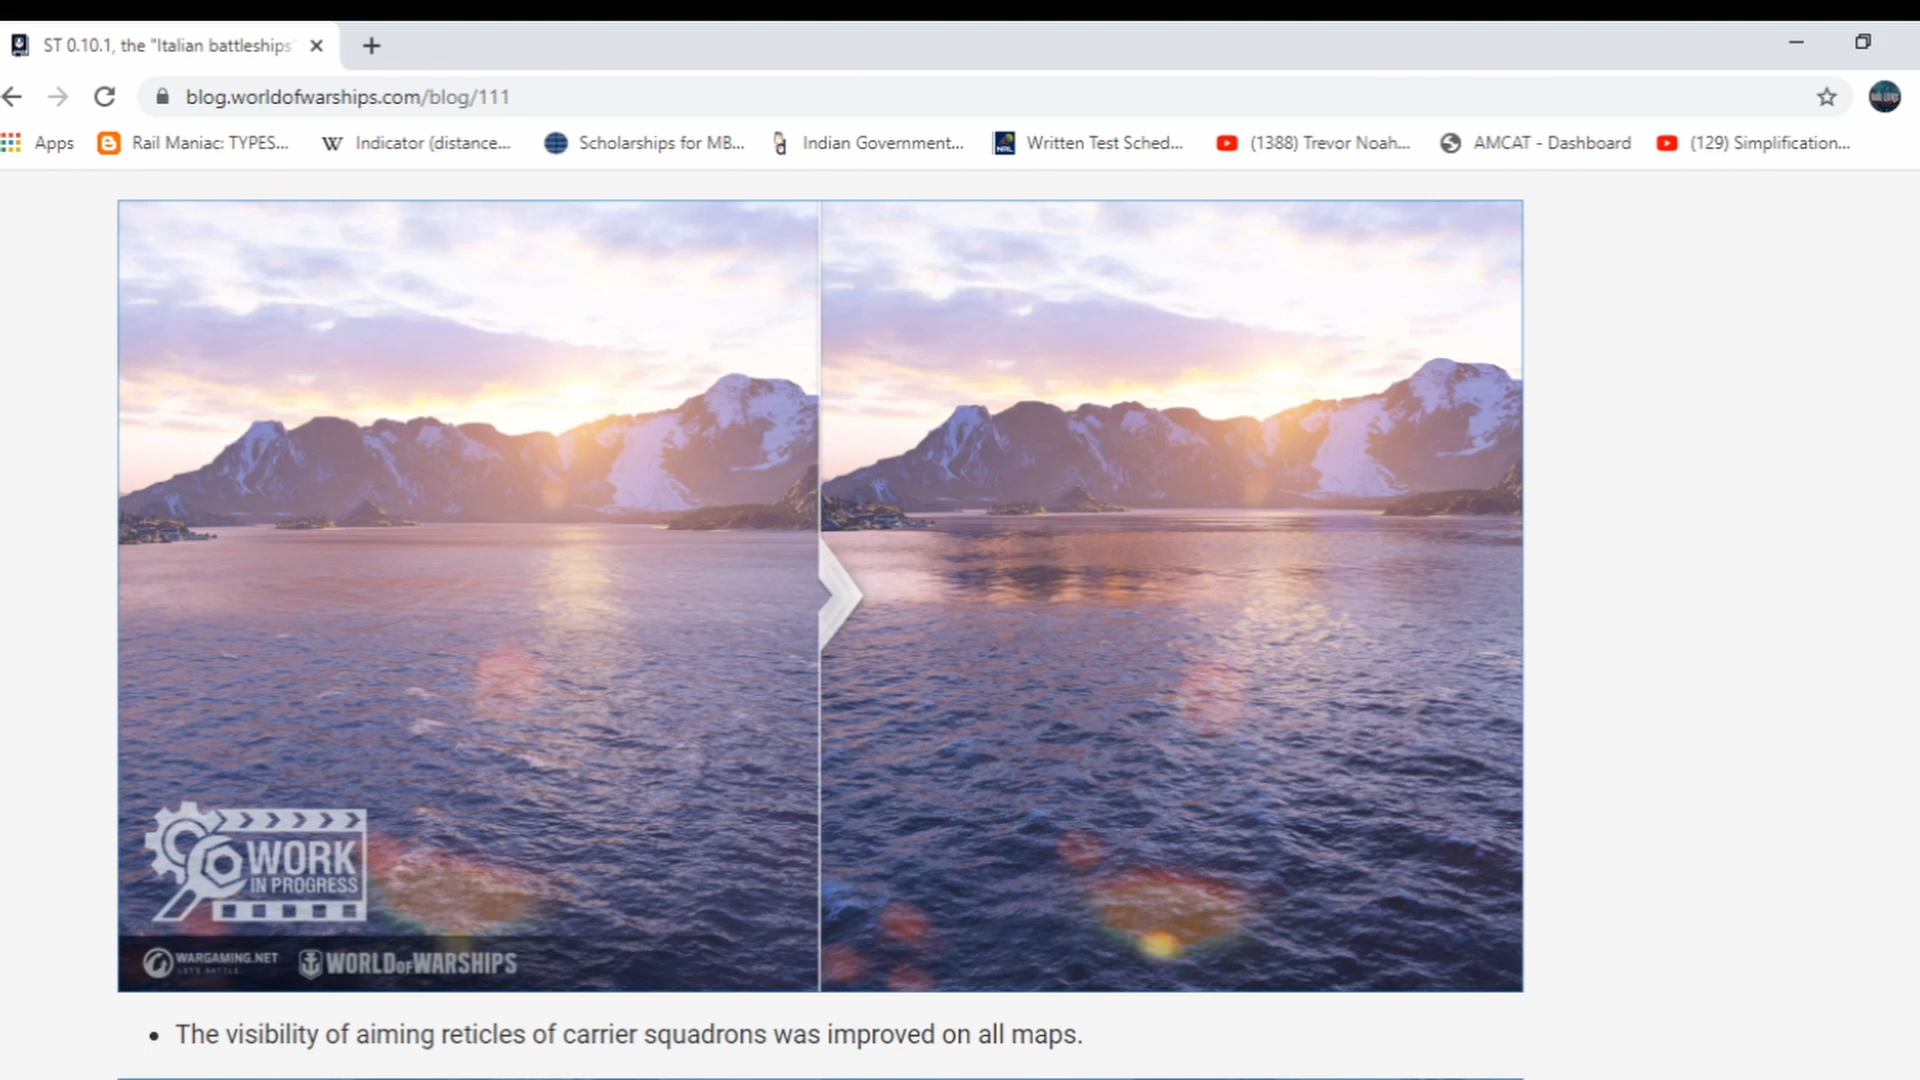 ST 0.10.1, the "Italian battleships"
blog.worldofwarships.com/blog/111
Apps
Rail Maniac: TYPES...
Indicator (distance...
Scholarships for MB...
Indian Government...
Written Test Sched...
(1388) Trevor Noah...
AMCAT - Dashboard
(129) Simplification...
WORK
IN PROGRESS
WARGAMING.NET
LET'S BATTLE
WORLD OF WARSHIPS
• The visibility of aiming reticles of carrier squadrons was improved on all maps.